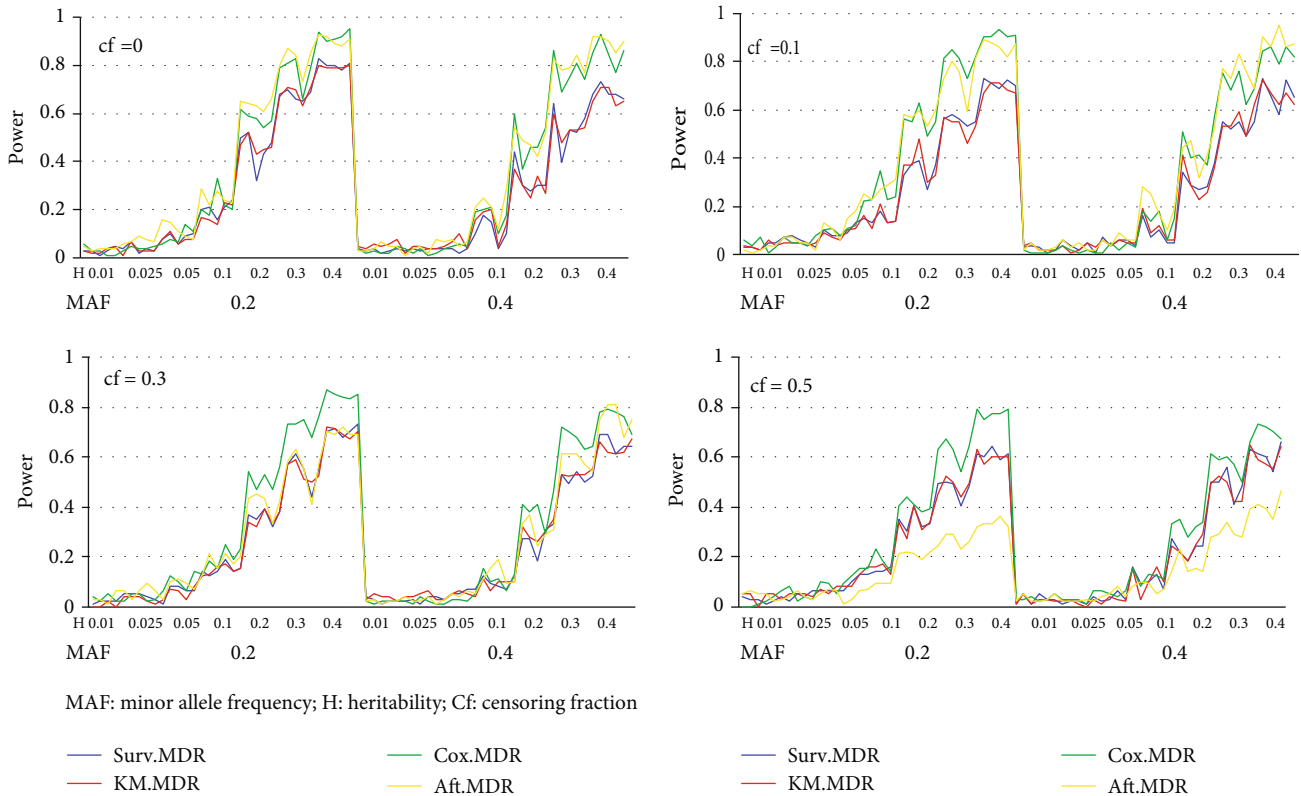 1
0.8
0.6
0.4
0.2
0
Power
cf =0
H 0.01 0.025 0.05 0.1 0.2 0.3 0.4 0.01 0.025 0.05 0.1 0.2 0.3 0.4
MAF 0.2 0.4
1
0.8
0.6
0.4
0.2
0
Power
cf =0.1
H 0.01 0.025 0.05 0.1 0.2 0.3 0.4 0.01 0.025 0.05 0.1 0.2 0.3 0.4
MAF 0.2 0.4
1
0.8
0.6
0.4
0.2
0
Power
cf = 0.3
H 0.01 0.025 0.05 0.1 0.2 0.3 0.4 0.01 0.025 0.05 0.1 0.2 0.3 0.4
MAF 0.2 0.4
1
0.8
0.6
0.4
0.2
0
Power
cf = 0.5
H 0.01 0.025 0.05 0.1 0.2 0.3 0.4 0.01 0.025 0.05 0.1 0.2 0.3 0.4
MAF 0.2 0.4
MAF: minor allele frequency; H: heritability; Cf: censoring fraction
Surv.MDR Cox.MDR
KM.MDR Aft.MDR
Surv.MDR Cox.MDR
KM.MDR Aft.MDR